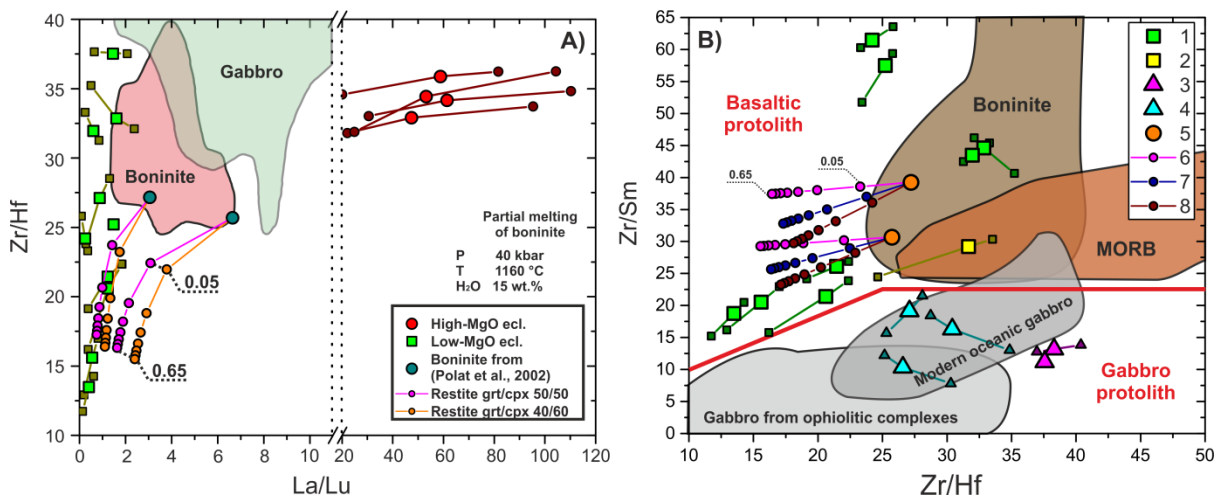 A)
Zr/Hf
40
35
30
25
20
15
10
0
2
4
6
8
10
20
40
60
80
100
120
La/Lu
Gabbro
Boninite
0.05
0.65
Partial melting
of boninite
P 40 kbar
T 1160 °C
H₂O 15 wt.%
High-MgO ecl.
Low-MgO ecl.
Boninite from
(Polat et al., 2002)
Restite grt/cpx 50/50
Restite grt/cpx 40/60
B)
Zr/Sm
65
60
55
50
45
40
35
30
25
20
15
10
5
0
10
15
20
25
30
35
40
45
50
Zr/Hf
Basaltic
protolith
Boninite
0.05
0.65
MORB
Modern oceanic gabbro
Gabbro
protolith
Gabbro from ophiolitic complexes
1
2
3
4
5
6
7
8